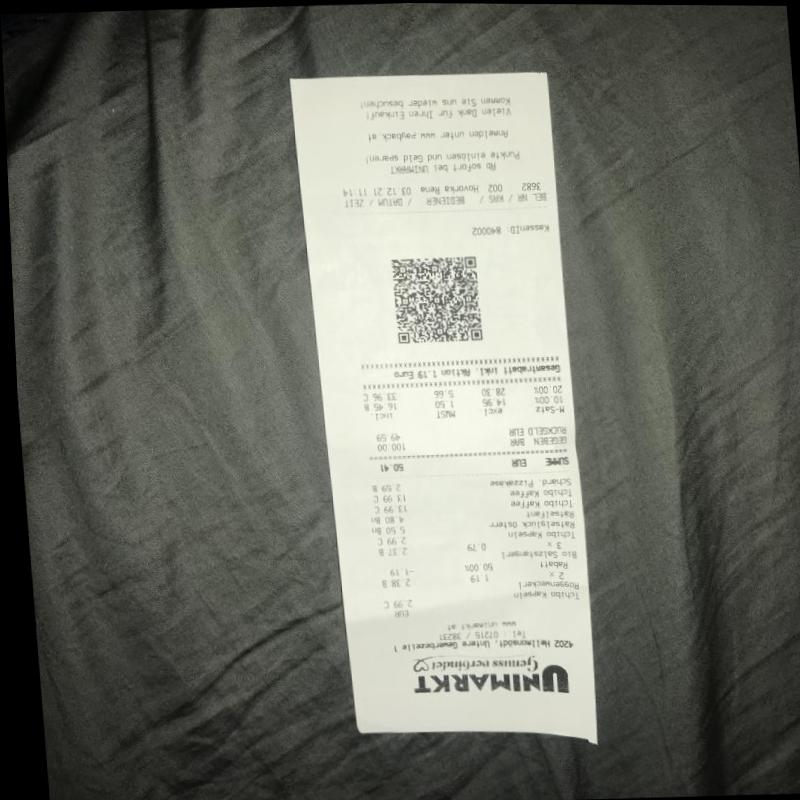 UNIMARKT
Genuss verbindet
4202 Hellmonsödt, Untere Gewerbezeile 1
Tel.: 07215 / 38231
www.unimarkt.at
EUR
Tchibo Kapseln 2.99 C
Roggenweckerl
2 x 1.19 2.38 B
Rabatt 50.00% -1.19
Bio Salzstangerl
3 x 0.79 2.37 B
Tchibo Kapseln 2.99 C
Rätselglück Österr 5.50 Bn
Rätselfant 4.80 Bn
Tchibo Kaffee 13.99 C
Tchibo Kaffee 13.99 C
Schärd. Pizzakäse 2.59 B
SUMME EUR 50.41
GEGEBEN BAR 100.00
RÜCKGELD EUR 49.59
M-Satz excl. MWST incl.
10.00% 14.95 1.50 16.45 B
20.00% 28.30 5.66 33.96 C
Gesamtrabatt inkl. Aktion 1.19 Euro
KassenID: 840002
BEL NR / KAS / BEDIENER / DATUM / ZEIT
3682 002 Hovorka Rena 03.12.21 11:14
Ab sofort bei UNIMARKT
Punkte einlösen und Geld sparen!
Anmelden unter www.payback.at
Vielen Dank für Ihren Einkauf!
Kommen Sie uns wieder besuchen!